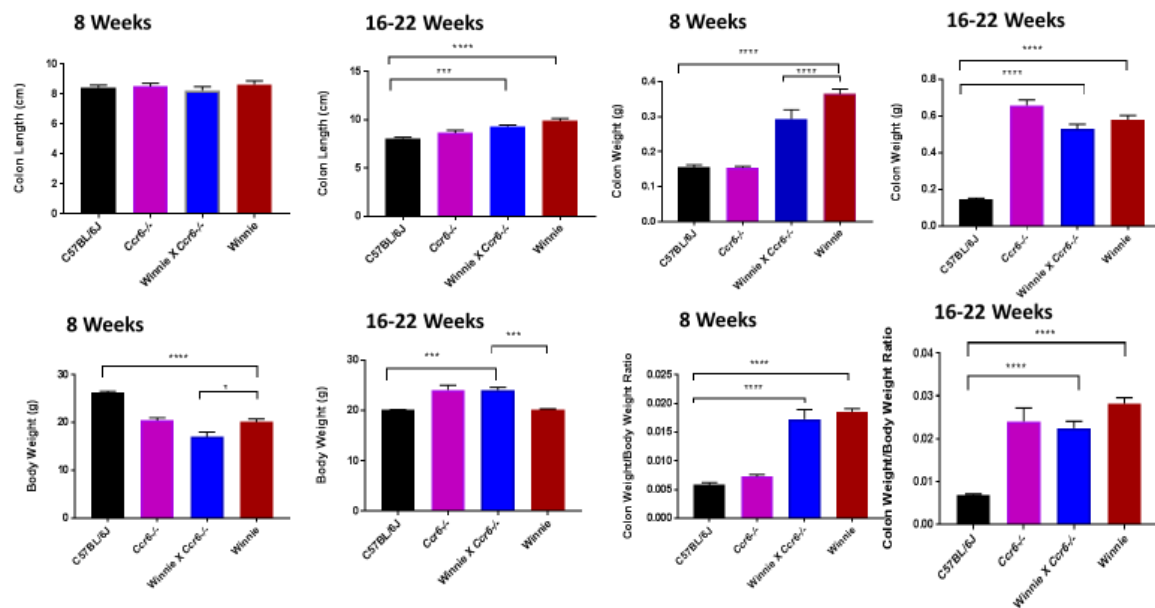 8 Weeks
16-22 Weeks
8 Weeks
16-22 Weeks
Colon Length (cm)
10
8
6
4
2
0
C57BL/6J
Ccr6-/-
Winnie X Ccr6-/-
Winnie
Colon Length (cm)
15
10
5
0
****
***
C57BL/6J
Ccr6-/-
Winnie X Ccr6-/-
Winnie
Colon Weight (g)
0.4
0.3
0.2
0.1
0.0
****
****
C57BL/6J
Ccr6-/-
Winnie X Ccr6-/-
Winnie
Colon Weight (g)
0.8
0.6
0.4
0.2
0.0
****
****
C57BL/6J
Ccr6-/-
Winnie X Ccr6-/-
Winnie
8 Weeks
16-22 Weeks
8 Weeks
16-22 Weeks
Body Weight (g)
30
20
10
0
****
*
C57BL/6J
Ccr6-/-
Winnie X Ccr6-/-
Winnie
Body Weight (g)
30
20
10
0
***
***
C57BL/6J
Ccr6-/-
Winnie X Ccr6-/-
Winnie
Colon Weight/Body Weight Ratio
0.025
0.020
0.015
0.010
0.005
0.000
****
****
C57BL/6J
Ccr6-/-
Winnie X Ccr6-/-
Winnie
Colon Weight/Body Weight Ratio
0.04
0.03
0.02
0.01
0.00
****
****
C57BL/6J
Ccr6-/-
Winnie X Ccr6-/-
Winnie